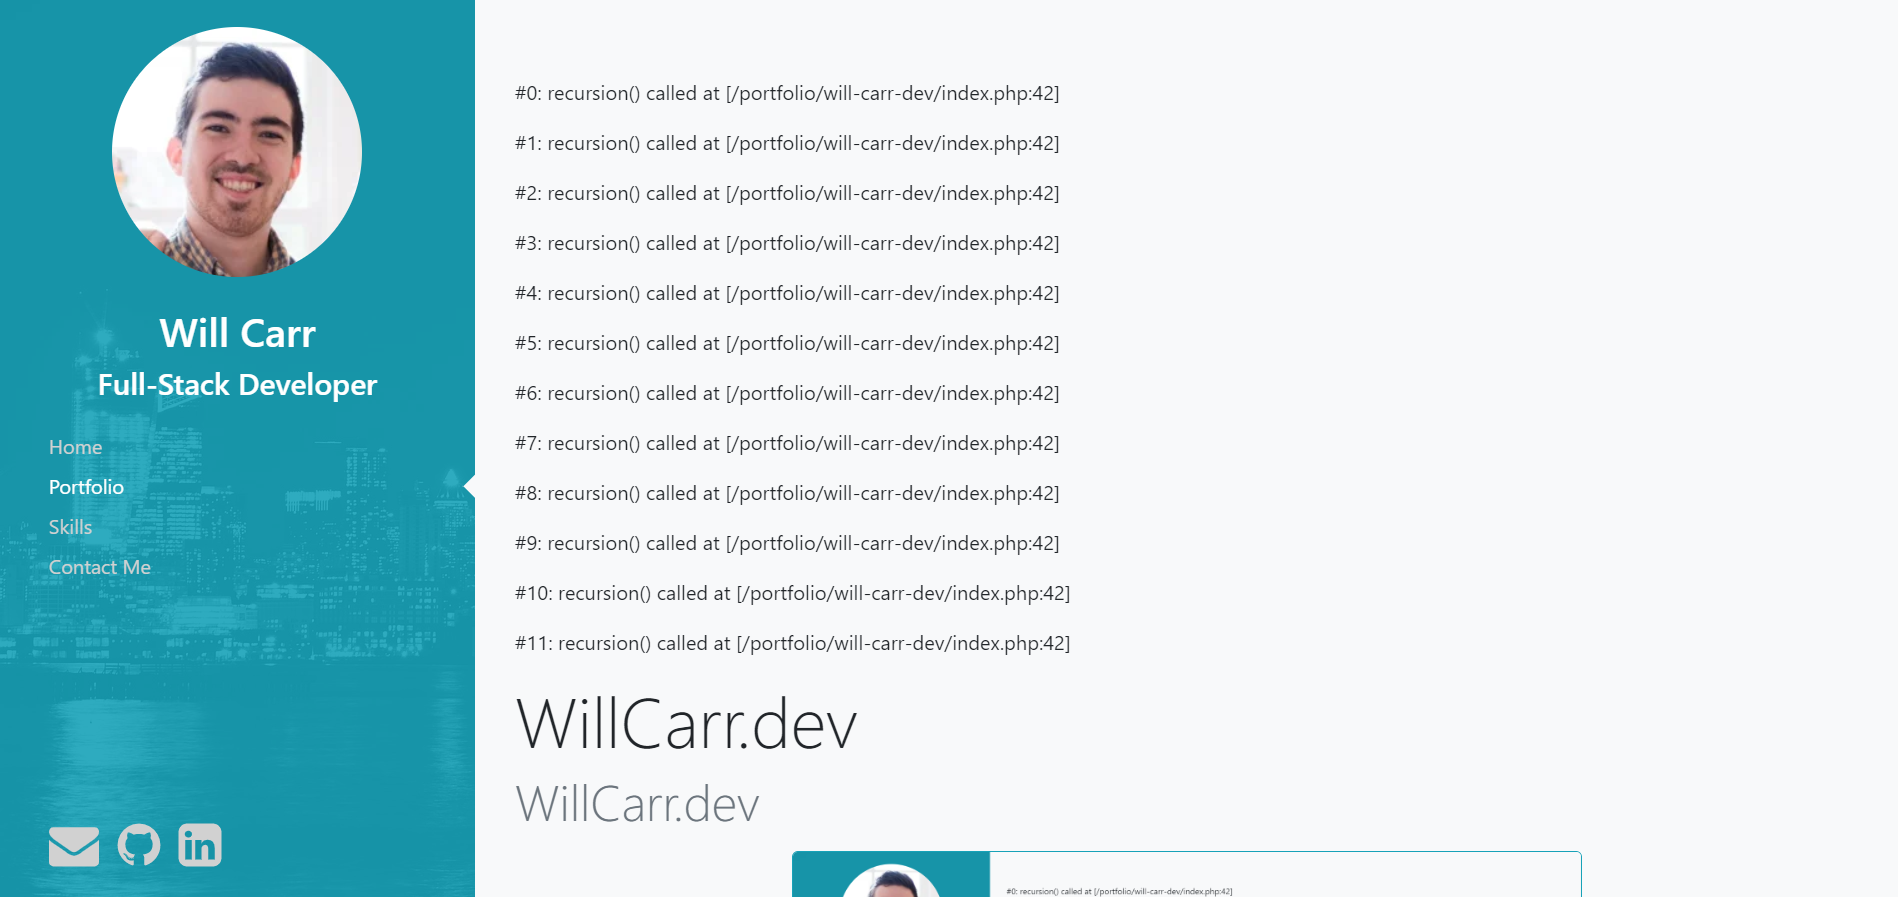 Will Carr
Full-Stack Developer
Home
Portfolio
Skills
Contact Me
in
#0: recursion() called at [/portfolio/will-carr-dev/index.php:42]
#1: recursion() called at [/portfolio/will-carr-dev/index.php:42]
#2: recursion() called at [/portfolio/will-carr-dev/index.php:42]
#3: recursion() called at [/portfolio/will-carr-dev/index.php:42]
#4: recursion() called at [/portfolio/will-carr-dev/index.php:42]
#5: recursion() called at [/portfolio/will-carr-dev/index.php:42]
#6: recursion() called at [/portfolio/will-carr-dev/index.php:42]
#7: recursion() called at [/portfolio/will-carr-dev/index.php:42]
#8: recursion() called at [/portfolio/will-carr-dev/index.php:42]
#9: recursion() called at [/portfolio/will-carr-dev/index.php:42]
#10: recursion() called at [/portfolio/will-carr-dev/index.php:42]
#11: recursion() called at [/portfolio/will-carr-dev/index.php:42]
WillCarr.dev
WillCarr.dev
#0: recursion() called at [/portfolio/will-carr-dev/index.php:42]